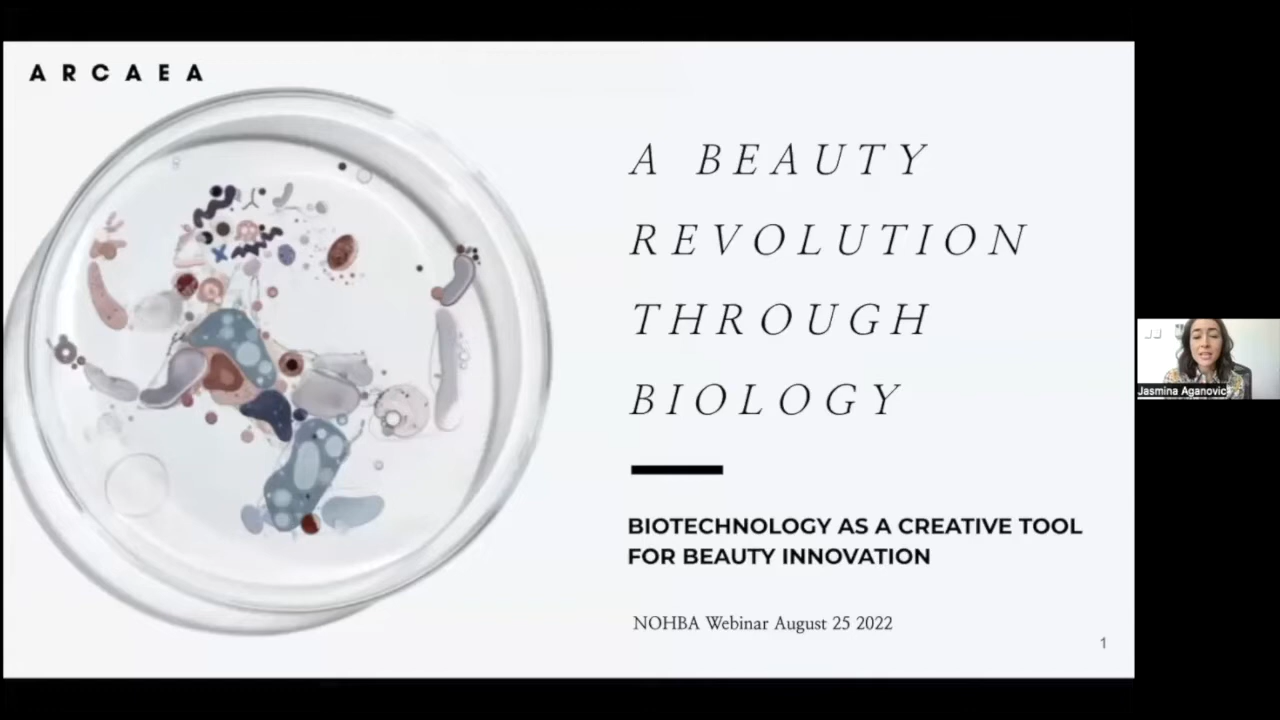 ARCAEA
A BEAUTY
REVOLUTION
THROUGH
BIOLOGY
BIOTECHNOLOGY AS A CREATIVE TOOL
FOR BEAUTY INNOVATION
NOHBA Webinar August 25 2022
1
Jasmina Aganovic